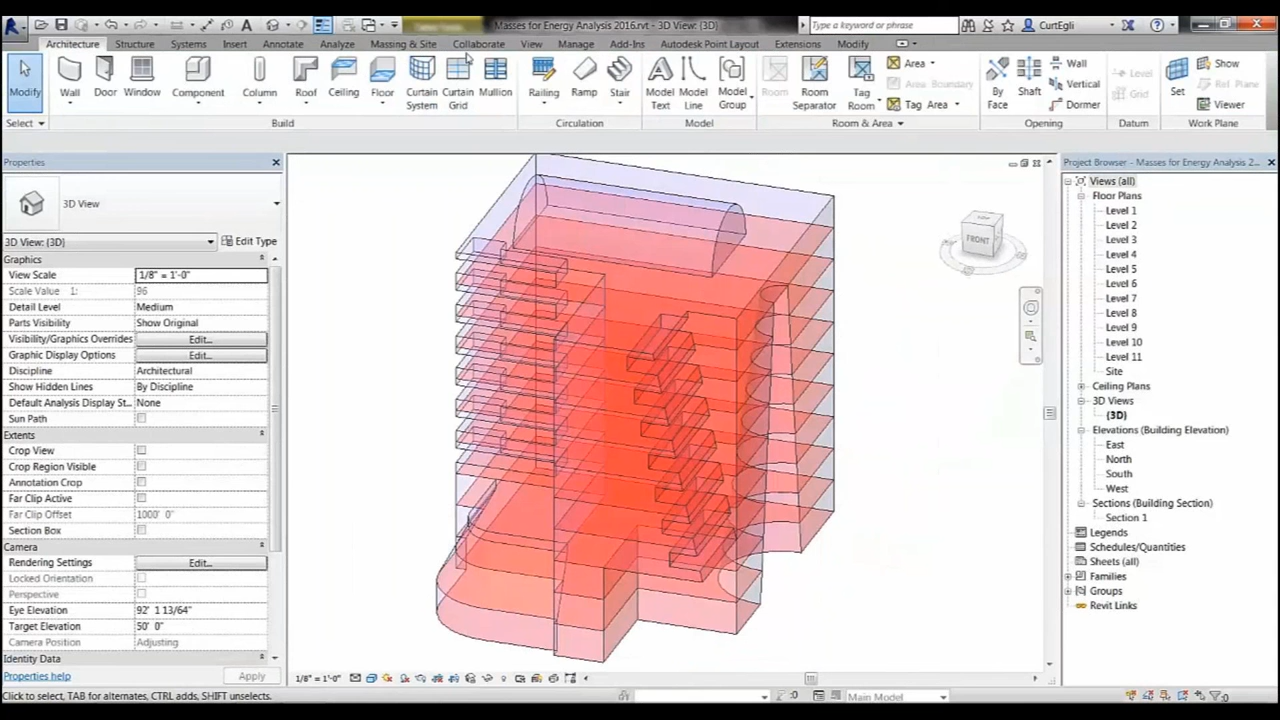 Masses for Energy Analysis 2016.rvt - 3D View: {3D}
Type a keyword or phrase
CurtEgli
Architecture Structure Systems Insert Annotate Analyze Massing & Site Collaborate View Manage Add-Ins Autodesk Point Layout Extensions Modify
Modify Wall Door Window Component Column Roof Ceiling Floor Curtain System Curtain Grid Mullion Railing Ramp Stair Model Text Model Line Model Group Room Room Separator Tag Room
Area
Area Boundary
Tag Area
By Face Shaft
Wall
Vertical
Dormer
Level
Grid
Set
Show
Ref Plane
Viewer
Select Build Circulation Model Room & Area Opening Datum Work Plane
Properties
3D View
3D View: {3D} Edit Type
Graphics
View Scale 1/8" = 1'-0"
Scale Value 1: 96
Detail Level Medium
Parts Visibility Show Original
Visibility/Graphics Overrides Edit...
Graphic Display Options Edit...
Discipline Architectural
Show Hidden Lines By Discipline
Default Analysis Display St... None
Sun Path
Extents
Crop View
Crop Region Visible
Annotation Crop
Far Clip Active
Far Clip Offset 1000' 0"
Section Box
Camera
Rendering Settings Edit...
Locked Orientation
Perspective
Eye Elevation 92' 1 13/64"
Target Elevation 50' 0"
Camera Position Adjusting
Identity Data
Properties help Apply
TOP
FRONT
Project Browser - Masses for Energy Analysis 2...
Views (all)
Floor Plans
Level 1
Level 2
Level 3
Level 4
Level 5
Level 6
Level 7
Level 8
Level 9
Level 10
Level 11
Site
Ceiling Plans
3D Views
{3D}
Elevations (Building Elevation)
East
North
South
West
Sections (Building Section)
Section 1
Legends
Schedules/Quantities
Sheets (all)
Families
Groups
Revit Links
1/8" = 1'-0"
Click to select, TAB for alternates, CTRL adds, SHIFT unselects.
:0
Main Model
:0